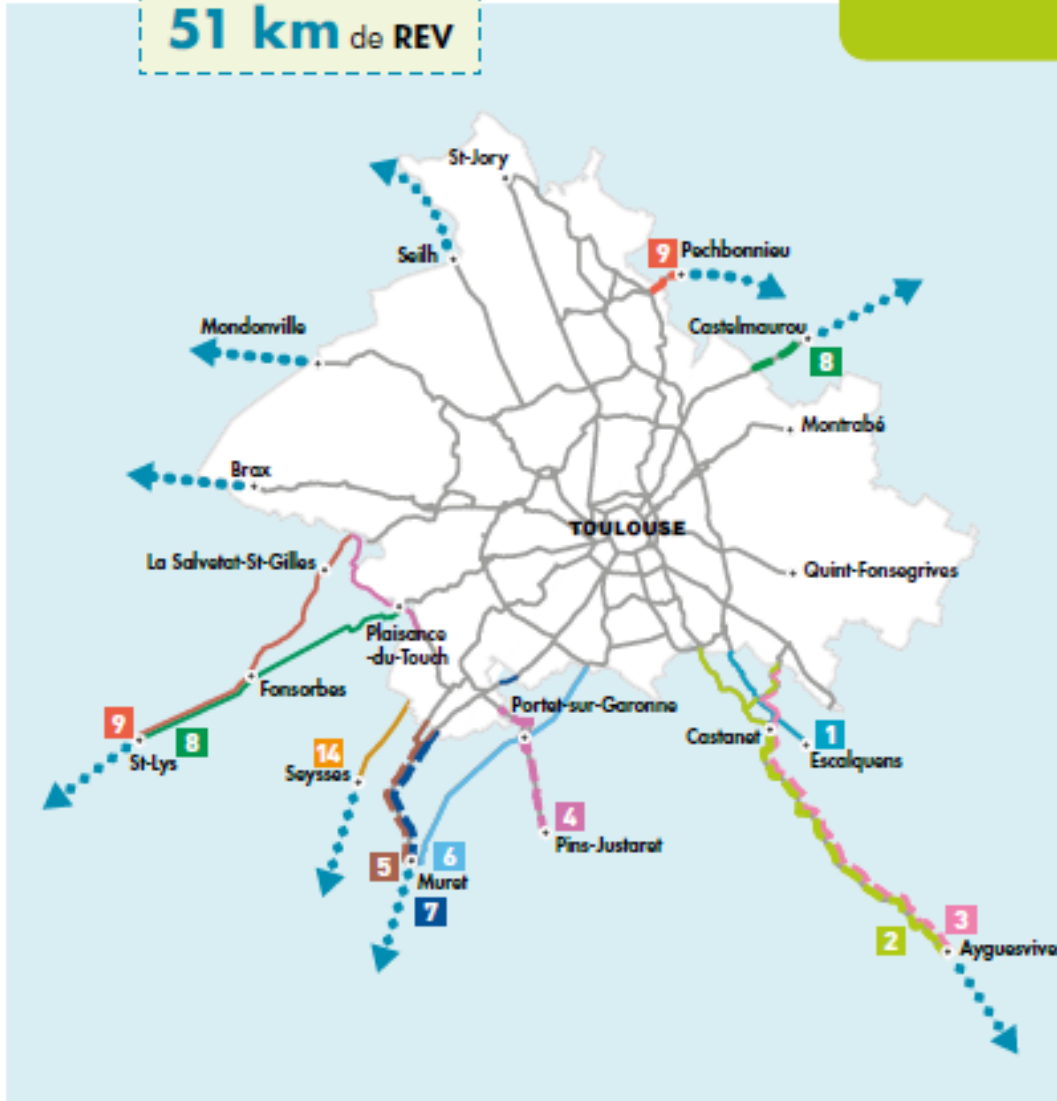 51 km de REV
St-Jory
Seilh
9 Pechbonnieu
Mondonville
Castelmaurou
8
Montrabé
Brax
TOULOUSE
La Salvetat-St-Gilles
Quint-Fonsegrives
Plaisance
-du-Touch
Fonsorbes
Portet-sur-Garonne
9
8
St-Lys
14
Seysses
Castanet
1
Escalquens
4
Pins-Justaret
5
6
Muret
7
2
3
Ayguesvive